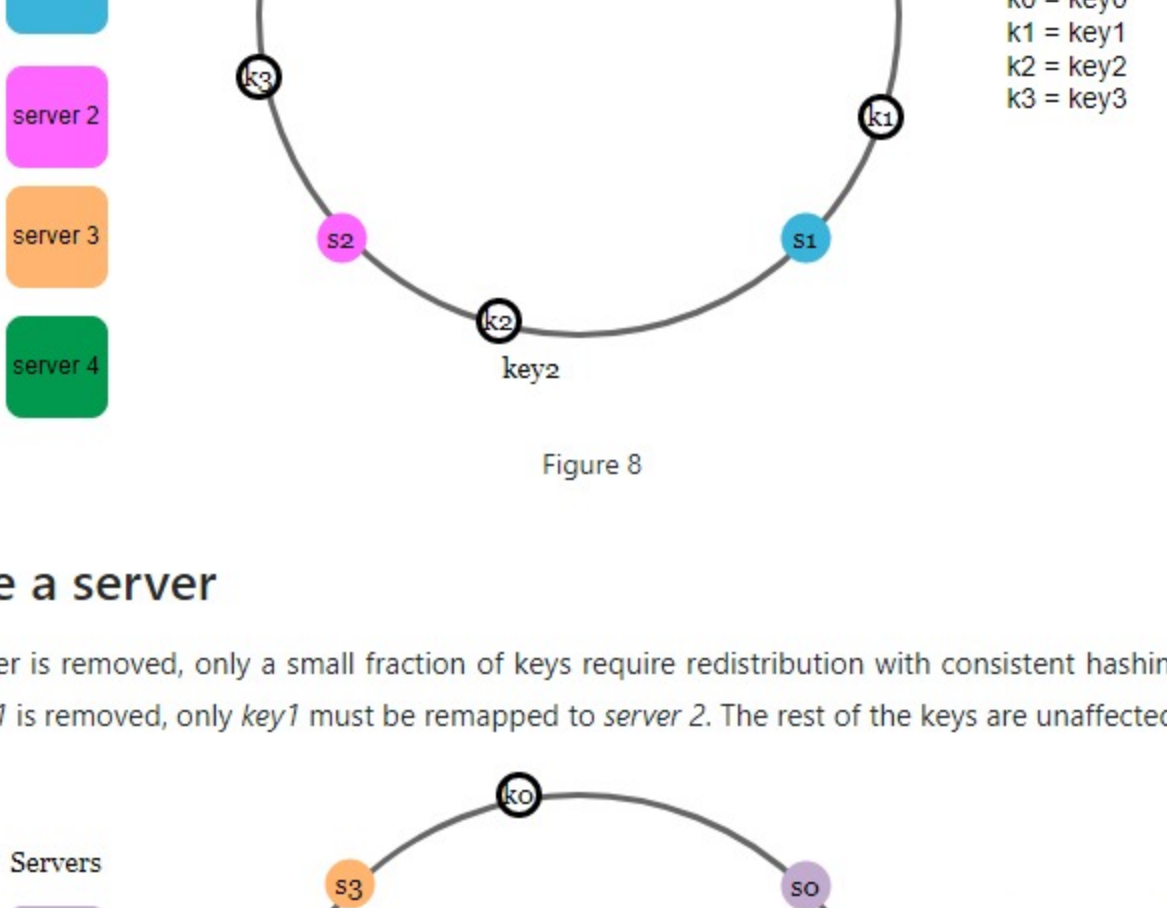 k0 = key0
k1 = key1
k2 = key2
k3 = key3
k3
k1
server 2
server 3
server 4
s2
s1
k2
key2
Figure 8
e a server
er is removed, only a small fraction of keys require redistribution with consistent hashin
1 is removed, only key1 must be remapped to server 2. The rest of the keys are unaffected
k0
Servers
s3
s0